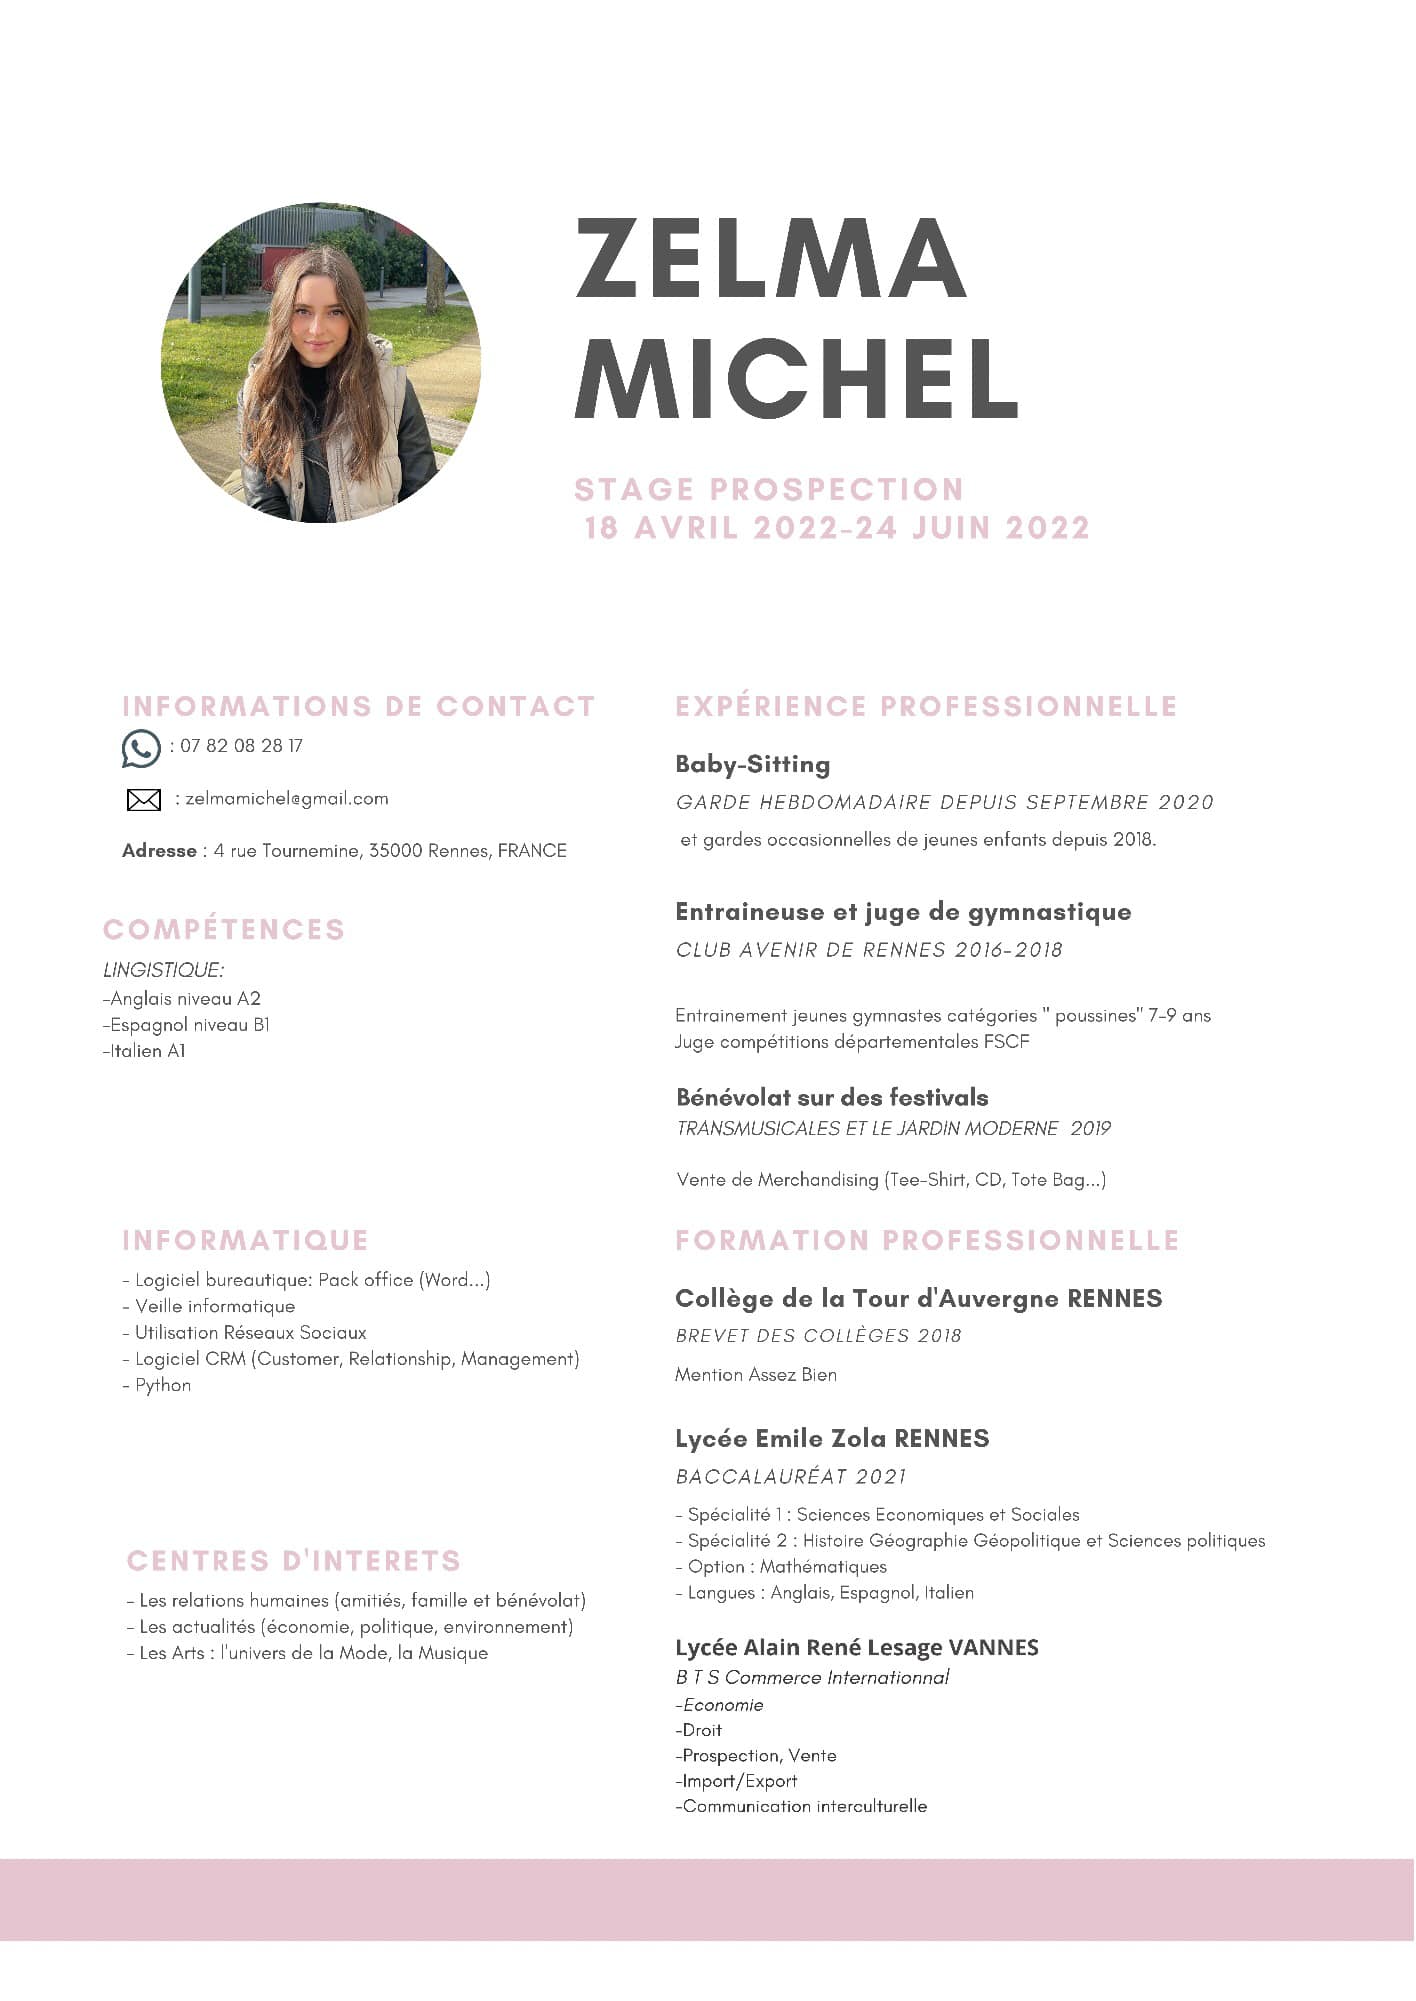 ZELMA
MICHEL
STAGE PROSPECTION
18 AVRIL 2022-24 JUIN 2022
INFORMATIONS DE CONTACT
: 07 82 08 28 17
: zelmamichel@gmail.com
Adresse : 4 rue Tournemine, 35000 Rennes, FRANCE
COMPÉTENCES
LINGISTIQUE:
-Anglais niveau A2
-Espagnol niveau B1
-Italien A1
INFORMATIQUE
- Logiciel bureautique: Pack office (Word...)
- Veille informatique
- Utilisation Réseaux Sociaux
- Logiciel CRM (Customer, Relationship, Management)
- Python
CENTRES D'INTERETS
- Les relations humaines (amitiés, famille et bénévolat)
- Les actualités (économie, politique, environnement)
- Les Arts : l'univers de la Mode, la Musique
EXPÉRIENCE PROFESSIONNELLE
Baby-Sitting
GARDE HEBDOMADAIRE DEPUIS SEPTEMBRE 2020
et gardes occasionnelles de jeunes enfants depuis 2018.
Entraineuse et juge de gymnastique
CLUB AVENIR DE RENNES 2016-2018
Entrainement jeunes gymnastes catégories " poussines" 7-9 ans
Juge compétitions départementales FSCF
Bénévolat sur des festivals
TRANSMUSICALES ET LE JARDIN MODERNE 2019
Vente de Merchandising (Tee-Shirt, CD, Tote Bag...)
FORMATION PROFESSIONNELLE
Collège de la Tour d'Auvergne RENNES
BREVET DES COLLÈGES 2018
Mention Assez Bien
Lycée Emile Zola RENNES
BACCALAURÉAT 2021
- Spécialité 1 : Sciences Economiques et Sociales
- Spécialité 2 : Histoire Géographie Géopolitique et Sciences politiques
- Option : Mathématiques
- Langues : Anglais, Espagnol, Italien
Lycée Alain René Lesage VANNES
B T S Commerce Internationnal
-Economie
-Droit
-Prospection, Vente
-Import/Export
-Communication interculturelle